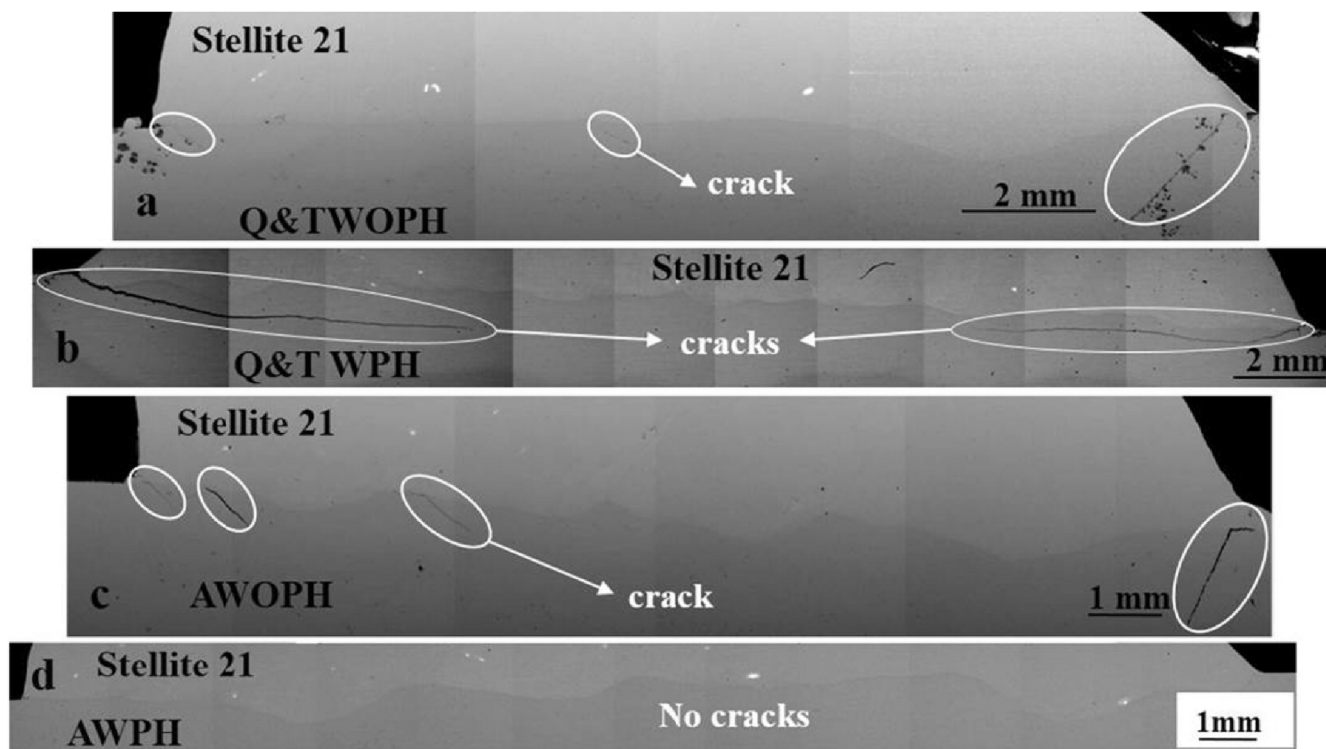 Stellite 21
crack
2 mm
a
Q&TWOPH
Stellite 21
cracks
b
Q&T WPH
2 mm
Stellite 21
c
AWOPH
crack
1 mm
d
Stellite 21
No cracks
AWPH
1mm